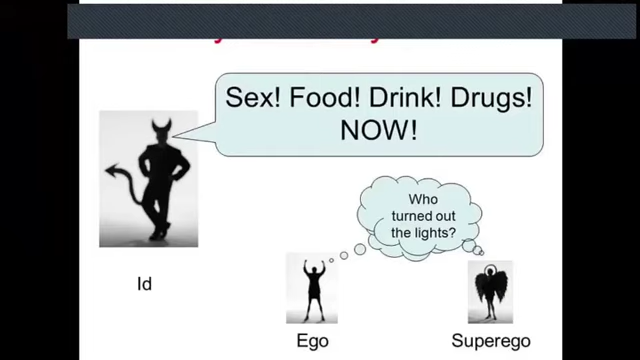 Sex! Food! Drink! Drugs!
NOW!
Who
turned out
the lights?
Id
Ego
Superego